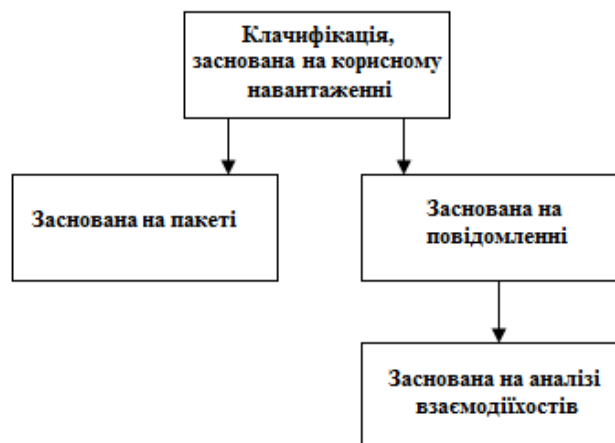 Клачифікація,
заснована на корисному
навантаженні
Заснована на пакеті
Заснована на
повідомленні
Заснована на аналізі
взаємодіїхостів